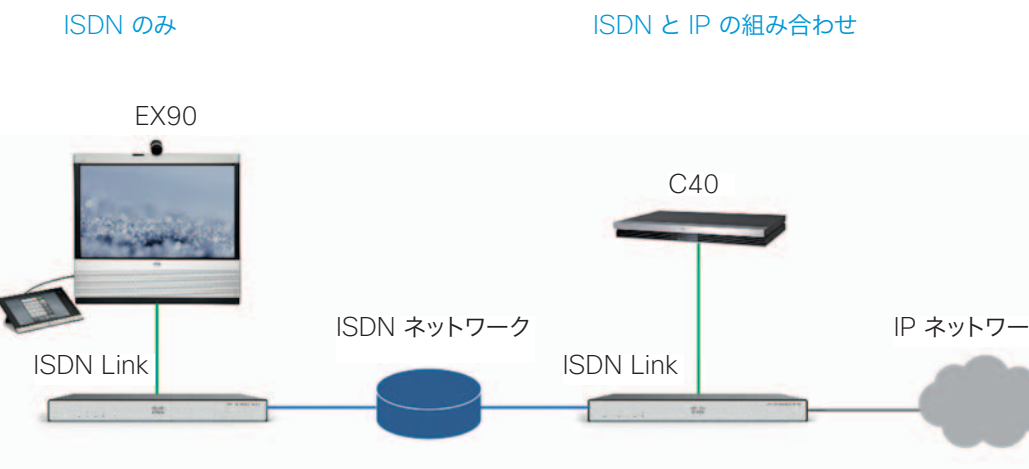 ISDN のみ
ISDN と IP の組み合わせ
EX90
C40
ISDN ネットワーク
IP ネットワー
ISDN Link
ISDN Link